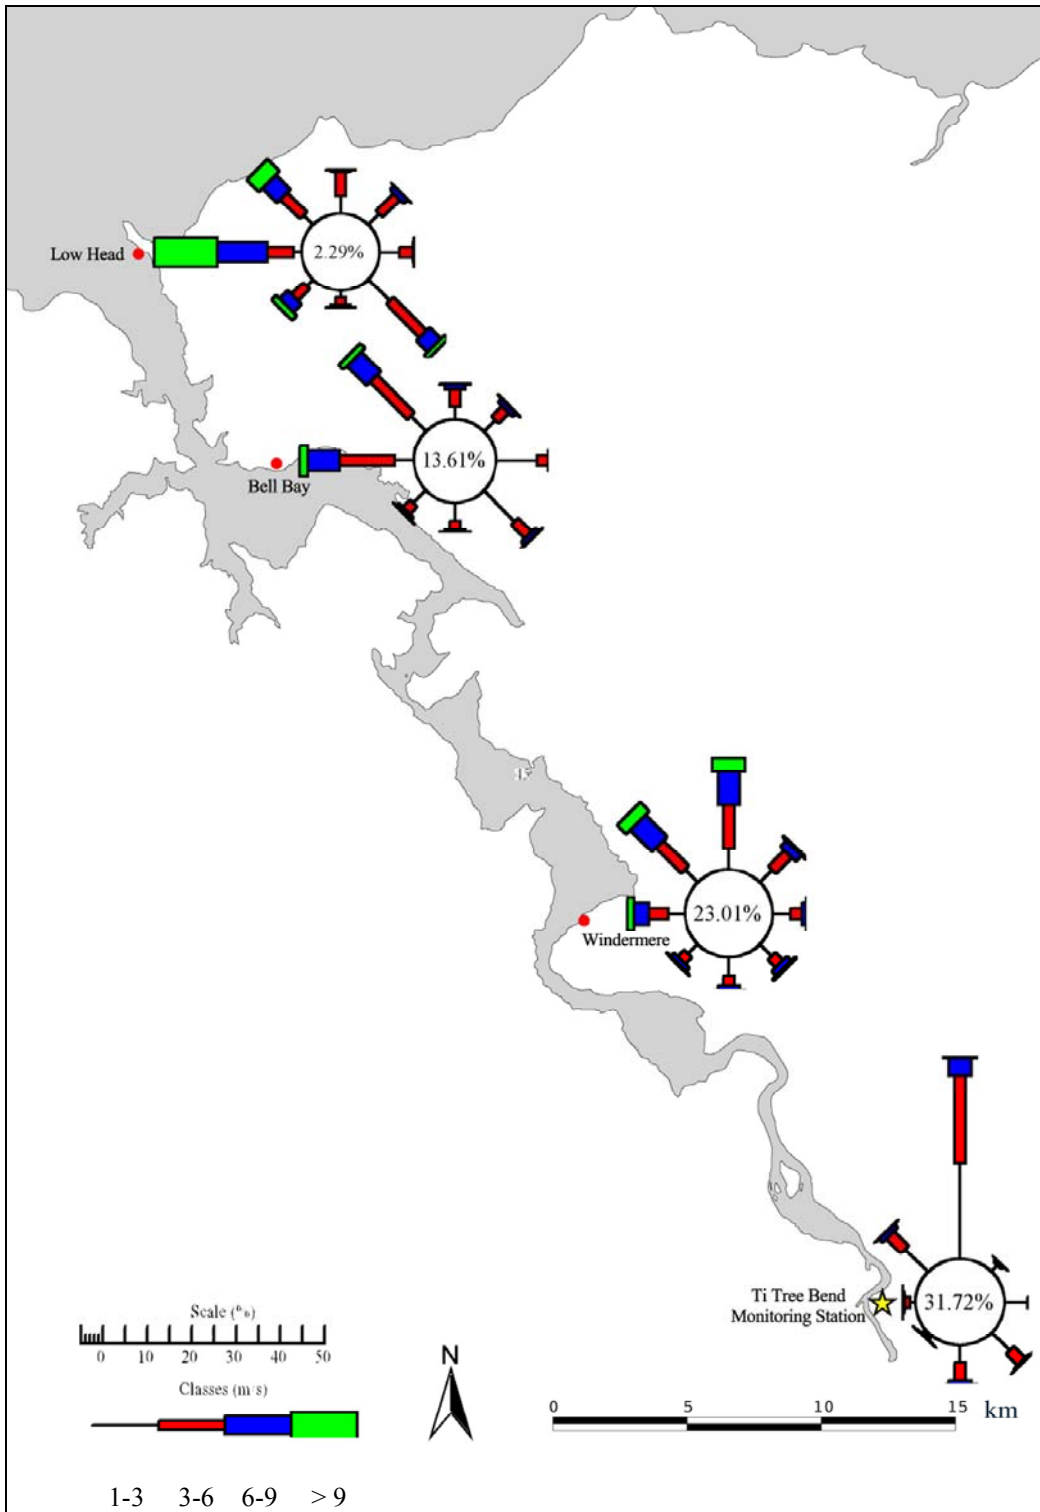 Low Head
2.29%
13.61%
Bell Bay
23.01%
Windermere
Ti Tree Bend
Monitoring Station
31.72%
Scale (%)
0 10 20 30 40 50
Classes (m/s)
N
0 5 10 15 km
1-3 3-6 6-9 > 9